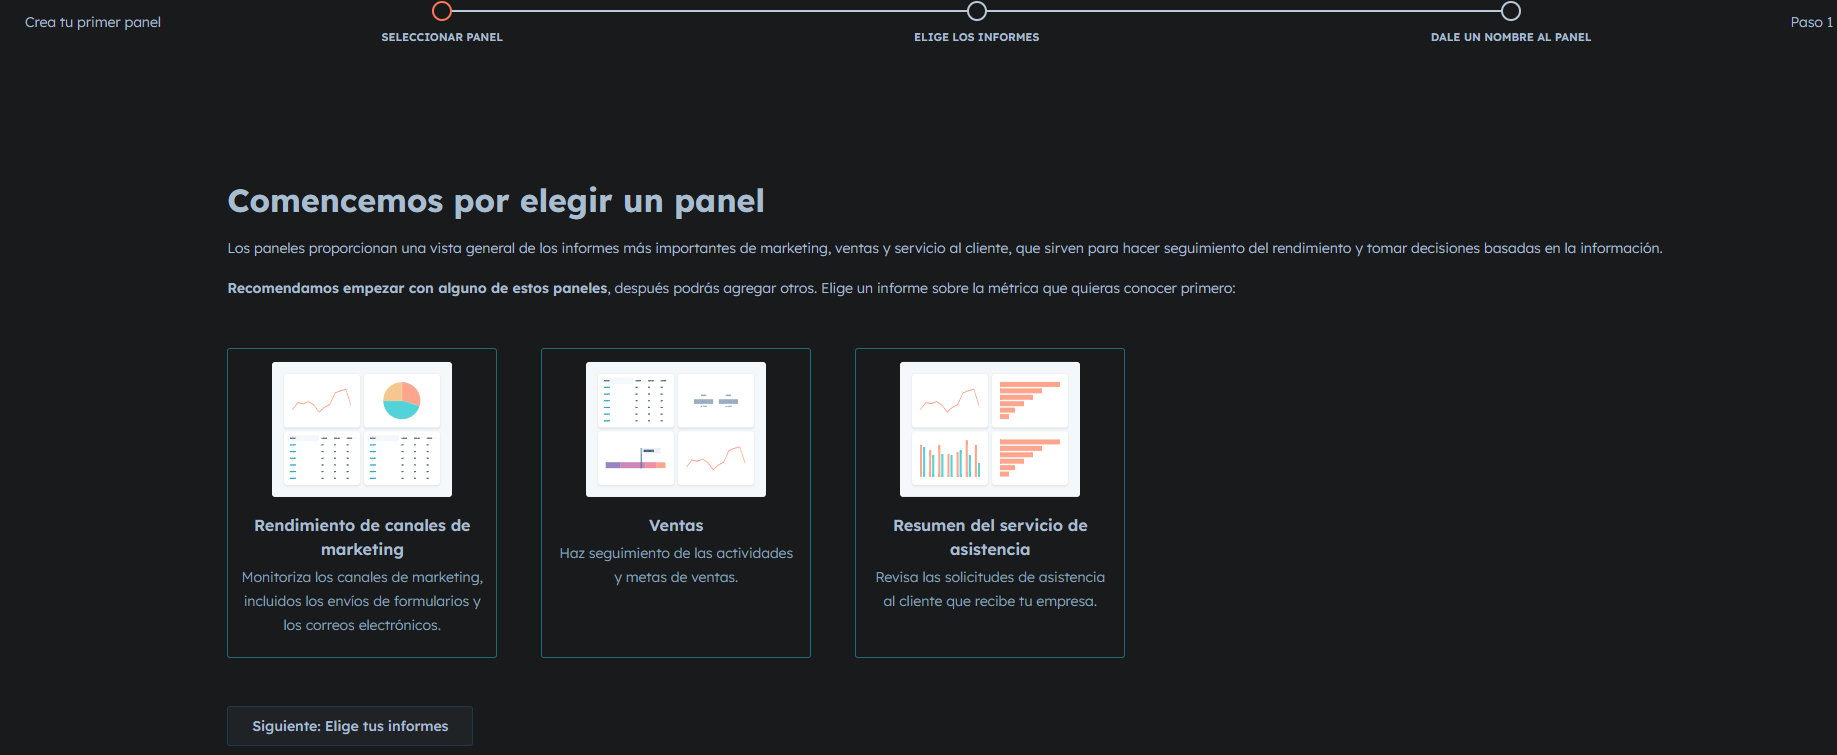 Crea tu primer panel
SELECCIONAR PANEL
ELIGE LOS INFORMES
DALE UN NOMBRE AL PANEL
Paso 1
Comencemos por elegir un panel
Los paneles proporcionan una vista general de los informes más importantes de marketing, ventas y servicio al cliente, que sirven para hacer seguimiento del rendimiento y tomar decisiones basadas en la información.
Recomendamos empezar con alguno de estos paneles, después podrás agregar otros. Elige un informe sobre la métrica que quieras conocer primero:
Rendimiento de canales de
marketing
Monitoriza los canales de marketing,
incluidos los envíos de formularios y
los correos electrónicos.
Ventas
Haz seguimiento de las actividades
y metas de ventas.
Resumen del servicio de
asistencia
Revisa las solicitudes de asistencia
al cliente que recibe tu empresa.
Siguiente: Elige tus informes